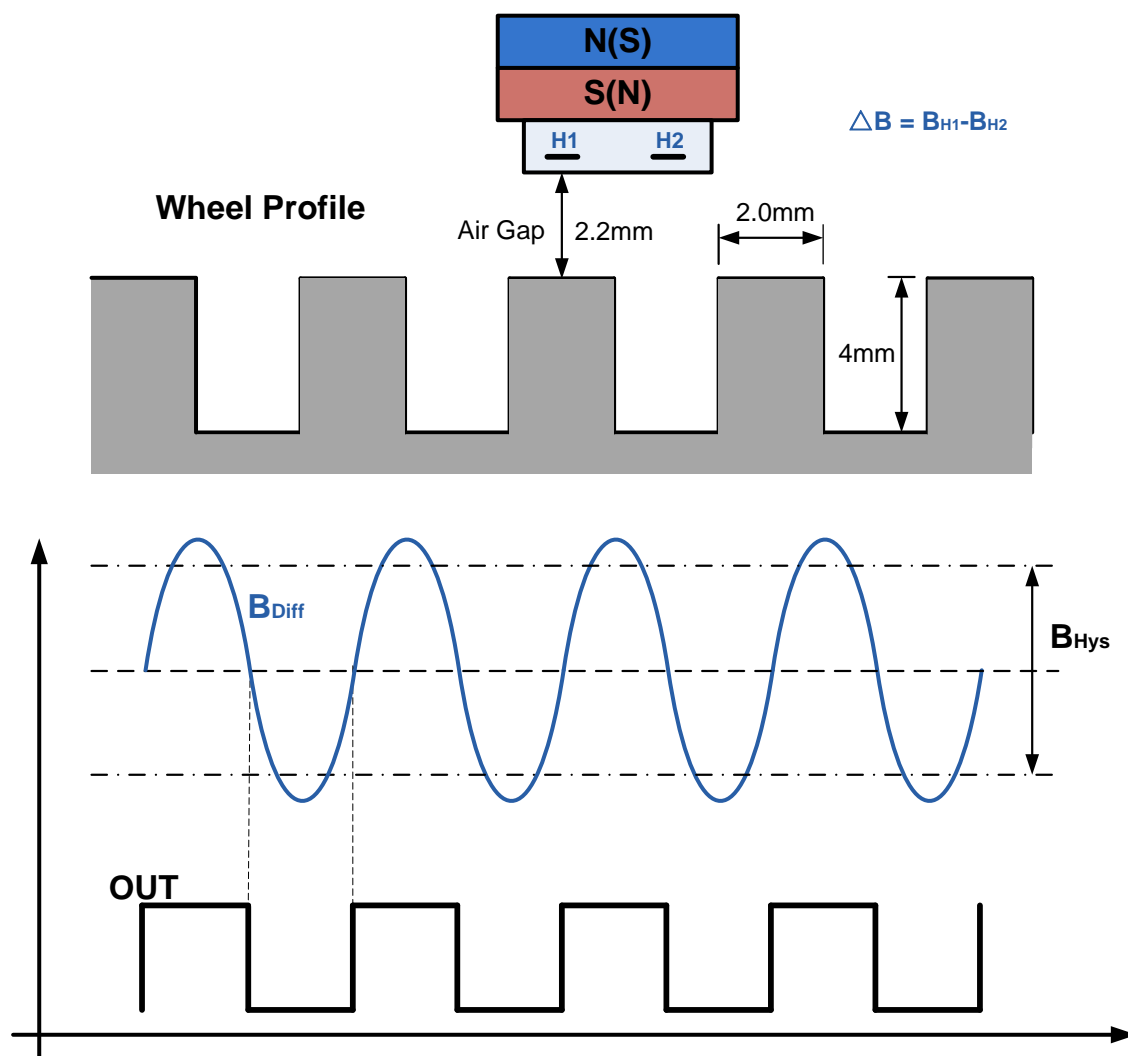 N(S)
S(N)
H1 H2
△B = BH1-BH2
Wheel Profile
Air Gap
2.2mm
2.0mm
4mm
BDiff
BHys
OUT